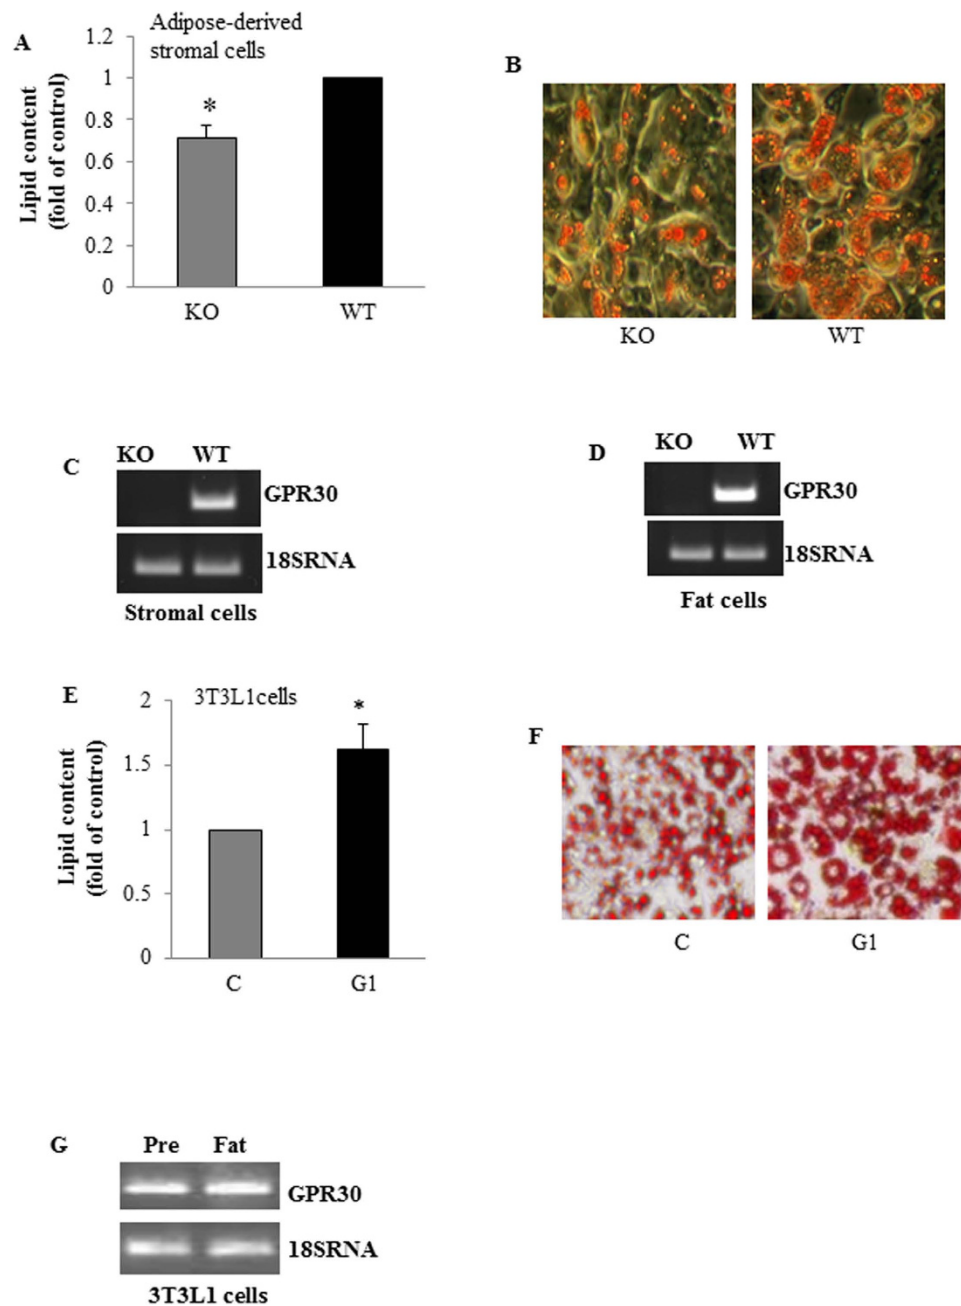 A
Adipose-derived
stromal cells
Lipid content
(fold of control)
1.2
1
0.8
0.6
0.4
0.2
0
*
KO
WT
B
KO
WT
C
KO WT
GPR30
18SRNA
Stromal cells
D
KO WT
GPR30
18SRNA
Fat cells
E
3T3L1cells
Lipid content
(fold of control)
2
1.5
1
0.5
0
*
C
G1
F
C
G1
G
Pre Fat
GPR30
18SRNA
3T3L1 cells